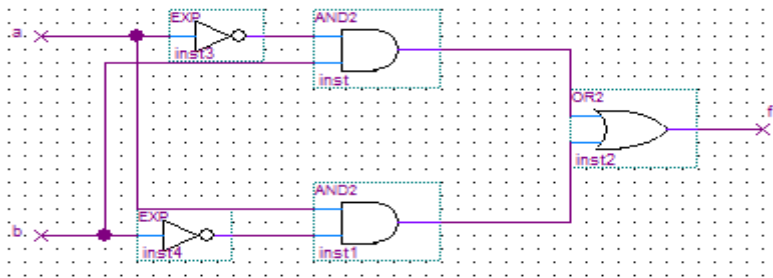 a
EXP
inst3
AND2
inst
OR2
inst2
f
AND2
inst1
b
EXP
inst4